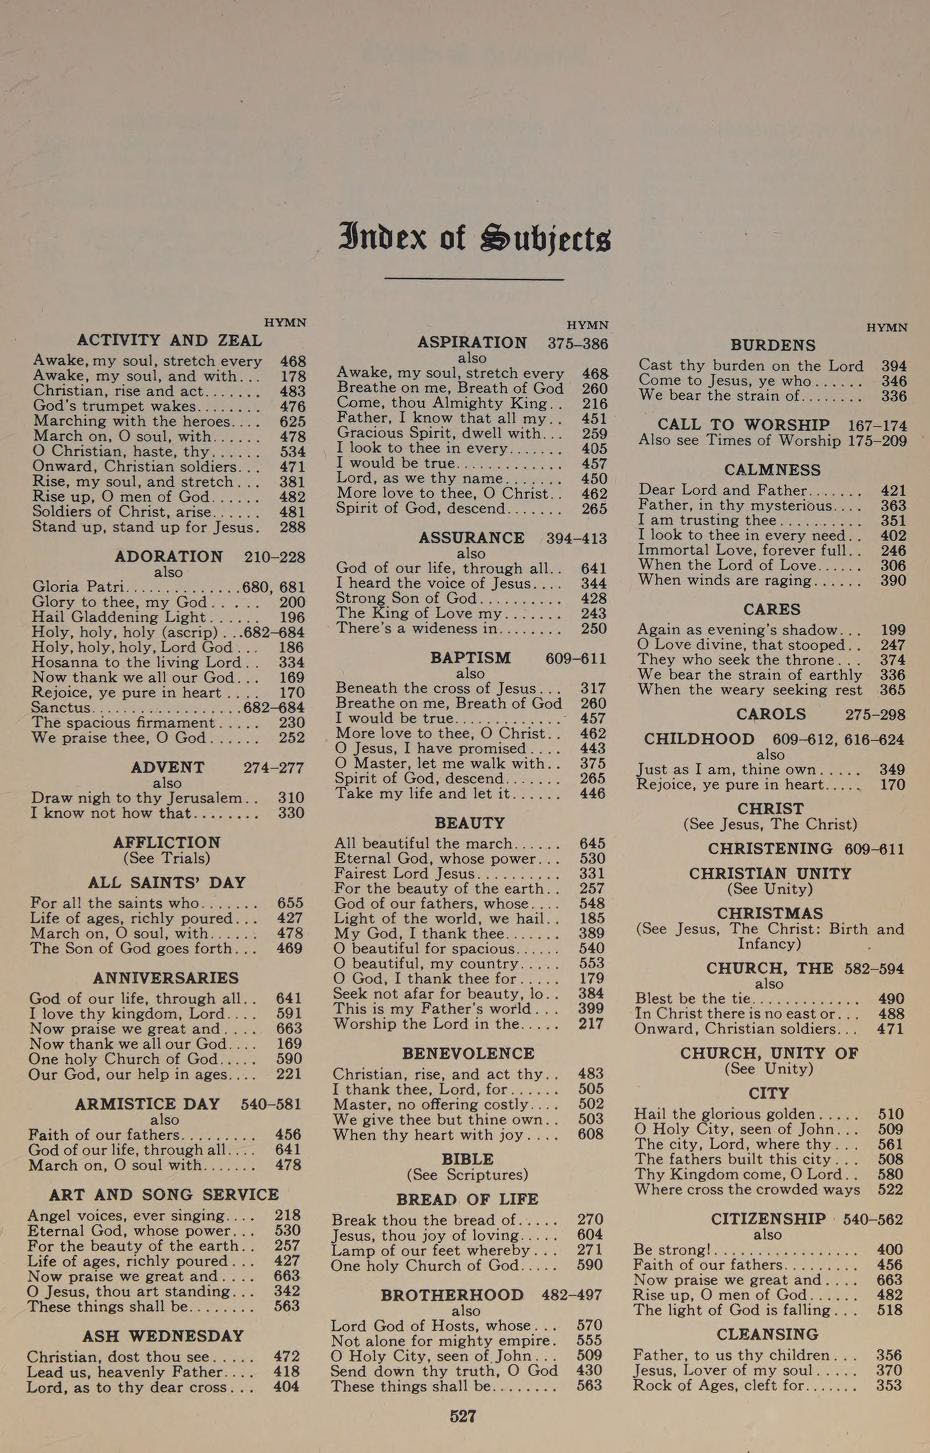 Index of Subjects
HYMN
ACTIVITY AND ZEAL
Awake, my soul, stretch every 468
Awake, my soul, and with... 178
Christian, rise and act....... 483
God's trumpet wakes........ 476
Marching with the heroes.... 625
March on, O soul, with...... 478
O Christian, haste, thy...... 534
Onward, Christian soldiers... 471
Rise, my soul, and stretch... 381
Rise up, O men of God...... 482
Soldiers of Christ, arise...... 481
Stand up, stand up for Jesus. 288
ADORATION 210-228
also
Gloria Patri..............680, 681
Glory to thee, my God...... 200
Hail Gladdening Light...... 196
Holy, holy, holy (ascrip)...682-684
Holy, holy, holy, Lord God... 186
Hosanna to the living Lord.. 334
Now thank we all our God... 169
Rejoice, ye pure in heart.... 170
Sanctus..................682-684
The spacious firmament..... 230
We praise thee, O God...... 252
ADVENT 274-277
also
Draw nigh to thy Jerusalem.. 310
I know not how that........ 330
AFFLICTION
(See Trials)
ALL SAINTS' DAY
For all the saints who....... 655
Life of ages, richly poured... 427
March on, O soul, with...... 478
The Son of God goes forth... 469
ANNIVERSARIES
God of our life, through all.. 641
I love thy kingdom, Lord.... 591
Now praise we great and.... 663
Now thank we all our God... 169
One holy Church of God..... 590
Our God, our help in ages.... 221
ARMISTICE DAY 540-581
also
Faith of our fathers......... 456
God of our life, through all.... 641
March on, O soul with....... 478
ART AND SONG SERVICE
Angel voices, ever singing.... 218
Eternal God, whose power... 530
For the beauty of the earth.. 257
Life of ages, richly poured... 427
Now praise we great and.... 663
O Jesus, thou art standing... 342
These things shall be........ 563
ASH WEDNESDAY
Christian, dost thou see..... 472
Lead us, heavenly Father.... 418
Lord, as to thy dear cross... 404
HYMN
ASPIRATION 375-386
also
Awake, my soul, stretch every 468
Breathe on me, Breath of God 260
Come, thou Almighty King.. 216
Father, I know that all my.. 451
Gracious Spirit, dwell with... 259
I look to thee in every....... 405
I would be true............. 457
Lord, as we thy name....... 450
More love to thee, O Christ.. 462
Spirit of God, descend....... 265
ASSURANCE 394-413
also
God of our life, through all.. 641
I heard the voice of Jesus.... 344
Strong Son of God.......... 428
The King of Love my....... 243
There's a wideness in........ 250
BAPTISM 609-611
also
Beneath the cross of Jesus... 317
Breathe on me, Breath of God 260
I would be true............. 457
More love to thee, O Christ.. 462
O Jesus, I have promised.... 443
O Master, let me walk with.. 375
Spirit of God, descend....... 265
Take my life and let it...... 446
BEAUTY
All beautiful the march...... 645
Eternal God, whose power... 530
Fairest Lord Jesus.......... 331
For the beauty of the earth.. 257
God of our fathers, whose.... 548
Light of the world, we hail.. 185
My God, I thank thee....... 389
O beautiful for spacious...... 540
O beautiful, my country..... 553
O God, I thank thee for..... 179
Seek not afar for beauty, lo.. 384
This is my Father's world... 399
Worship the Lord in the..... 217
BENEVOLENCE
Christian, rise, and act thy.. 483
I thank thee, Lord, for...... 505
Master, no offering costly.... 502
We give thee but thine own.. 503
When thy heart with joy.... 608
BIBLE
(See Scriptures)
BREAD OF LIFE
Break thou the bread of..... 270
Jesus, thou joy of loving..... 604
Lamp of our feet whereby... 271
One holy Church of God..... 590
BROTHERHOOD 482-497
also
Lord God of Hosts, whose... 570
Not alone for mighty empire. 555
O Holy City, seen of John... 509
Send down thy truth, O God 430
These things shall be........ 563
HYMN
BURDENS
Cast thy burden on the Lord 394
Come to Jesus, ye who...... 346
We bear the strain of........ 336
CALL TO WORSHIP 167-174
Also see Times of Worship 175-209
CALMNESS
Dear Lord and Father....... 421
Father, in thy mysterious.... 363
I am trusting thee.......... 351
I look to thee in every need.. 402
Immortal Love, forever full.. 246
When the Lord of Love...... 306
When winds are raging...... 390
CARES
Again as evening's shadow... 199
O Love divine, that stooped.. 247
They who seek the throne... 374
We bear the strain of earthly 336
When the weary seeking rest 365
CAROLS 275-298
CHILDHOOD 609-612, 616-624
also
Just as I am, thine own..... 349
Rejoice, ye pure in heart..... 170
CHRIST
(See Jesus, The Christ)
CHRISTENING 609-611
CHRISTIAN UNITY
(See Unity)
CHRISTMAS
(See Jesus, The Christ: Birth and
Infancy)
CHURCH, THE 582-594
also
Blest be the tie............. 490
In Christ there is no east or... 488
Onward, Christian soldiers... 471
CHURCH, UNITY OF
(See Unity)
CITY
Hail the glorious golden..... 510
O Holy City, seen of John... 509
The city, Lord, where thy... 561
The fathers built this city... 508
Thy Kingdom come, O Lord.. 580
Where cross the crowded ways 522
CITIZENSHIP 540-562
also
Be strong!................. 400
Faith of our fathers......... 456
Now praise we great and.... 663
Rise up, O men of God...... 482
The light of God is falling... 518
CLEANSING
Father, to us thy children... 356
Jesus, Lover of my soul..... 370
Rock of Ages, cleft for....... 353
527